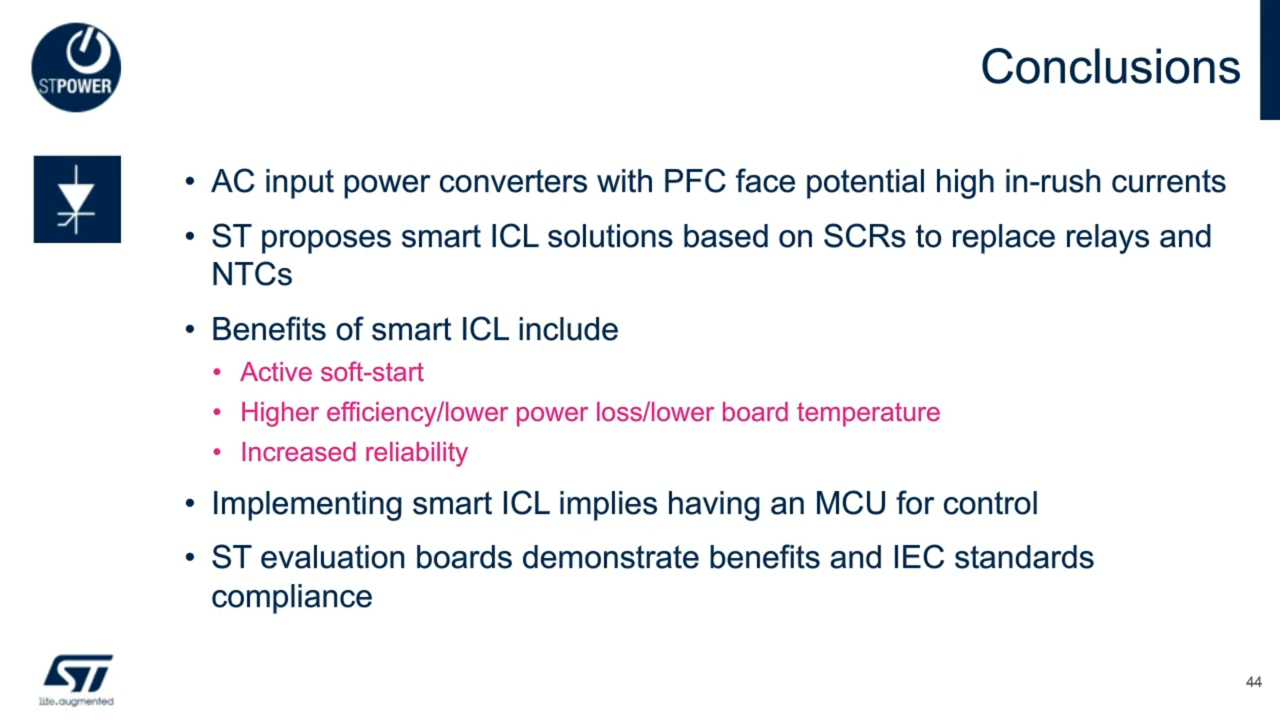 STPOWER
Conclusions
• AC input power converters with PFC face potential high in-rush currents
• ST proposes smart ICL solutions based on SCRs to replace relays and
NTCs
• Benefits of smart ICL include
• Active soft-start
• Higher efficiency/lower power loss/lower board temperature
• Increased reliability
• Implementing smart ICL implies having an MCU for control
• ST evaluation boards demonstrate benefits and IEC standards
compliance
ST
life.augmented
44